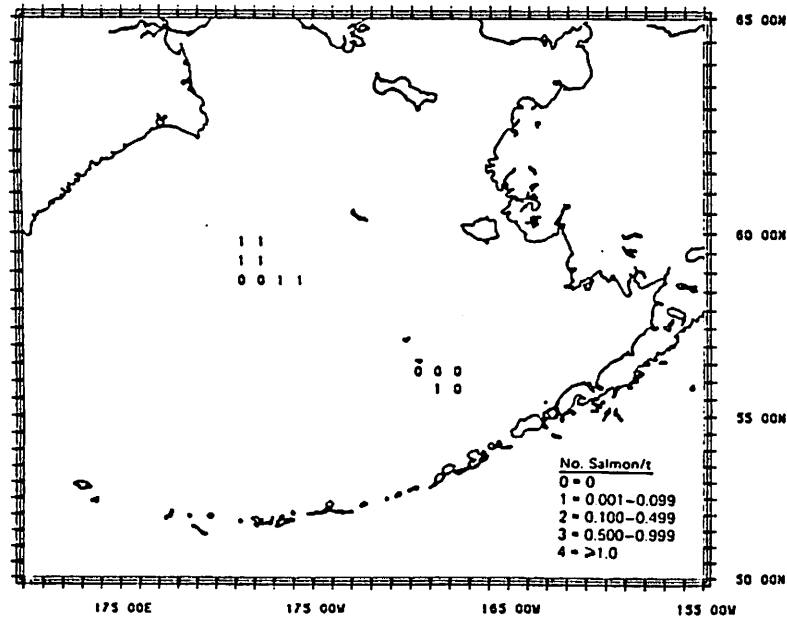 65 00N
60 00N
1 1
1 1
0 0 1 1
0 0 0
1 0
55 00N
No. Salmon/t
0 = 0
1 = 0.001–0.099
2 = 0.100–0.499
3 = 0.500–0.999
4 = ≥1.0
50 00N
175 00E 175 00W 165 00W 155 00W